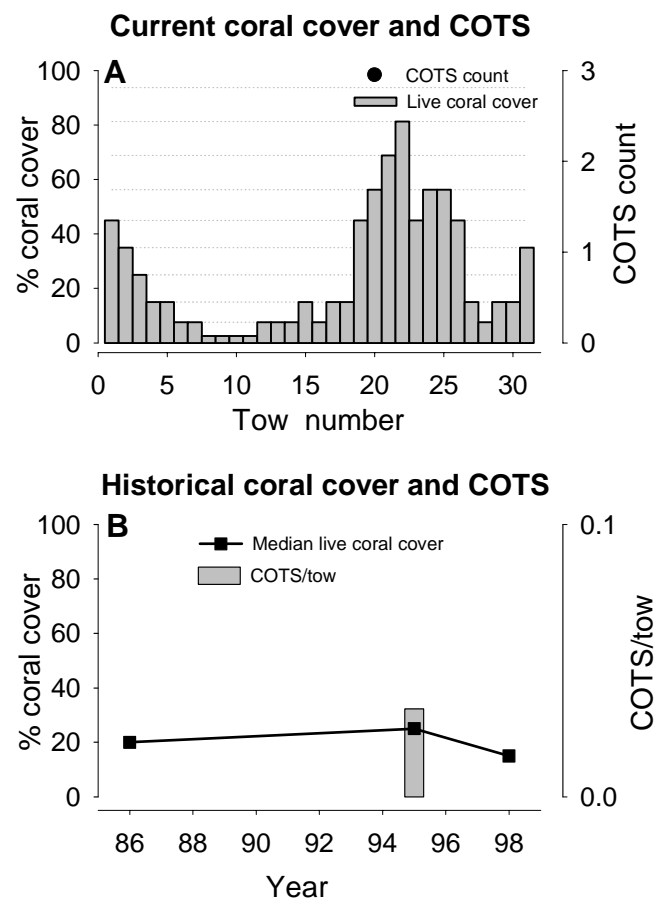 Current coral cover and COTS
A
COTS count
Live coral cover
100
80
60
40
20
0
% coral cover
3
2
1
0
COTS count
0 5 10 15 20 25 30
Tow number
Historical coral cover and COTS
B
Median live coral cover
COTS/tow
100
80
60
40
20
0
% coral cover
0.1
0.0
COTS/tow
86 88 90 92 94 96 98
Year